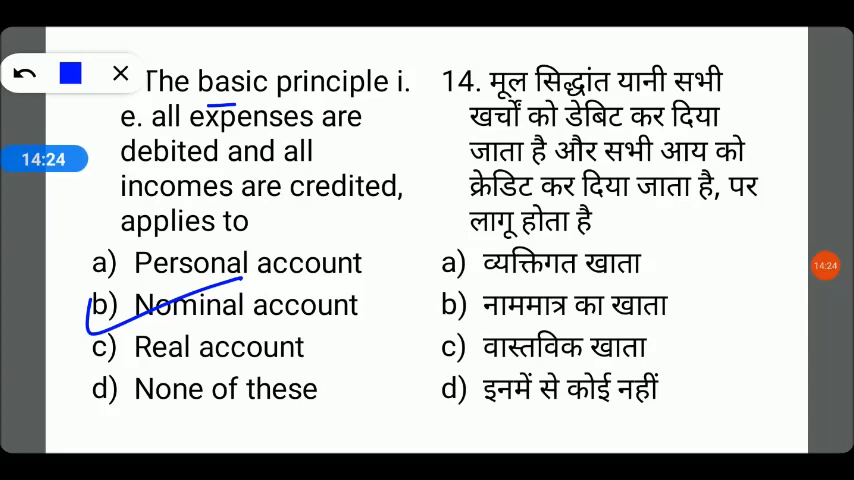 The basic principle i.
e. all expenses are
debited and all
incomes are credited,
applies to
a) Personal account
b) Nominal account
c) Real account
d) None of these
14. मूल सिद्धांत यानी सभी
खर्चों को डेबिट कर दिया
जाता है और सभी आय को
क्रेडिट कर दिया जाता है, पर
लागू होता है
a) व्यक्तिगत खाता
b) नाममात्र का खाता
c) वास्तविक खाता
d) इनमें से कोई नहीं
14:24
14:24